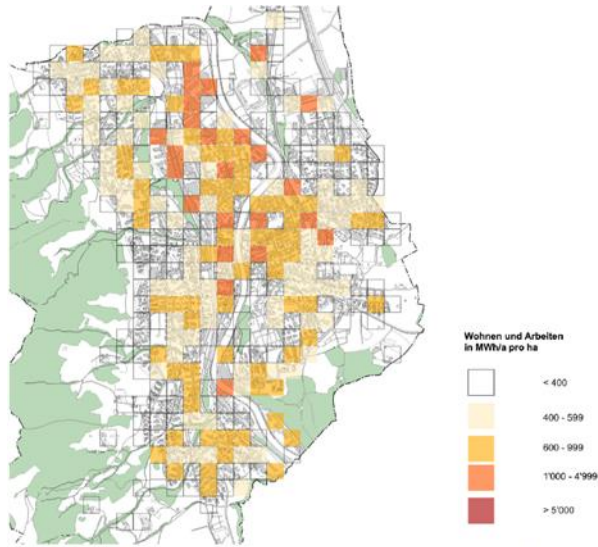 Wohnen und Arbeiten
in MWh/a pro ha
< 400
400 - 599
600 - 999
1'000 - 4'999
> 5'000